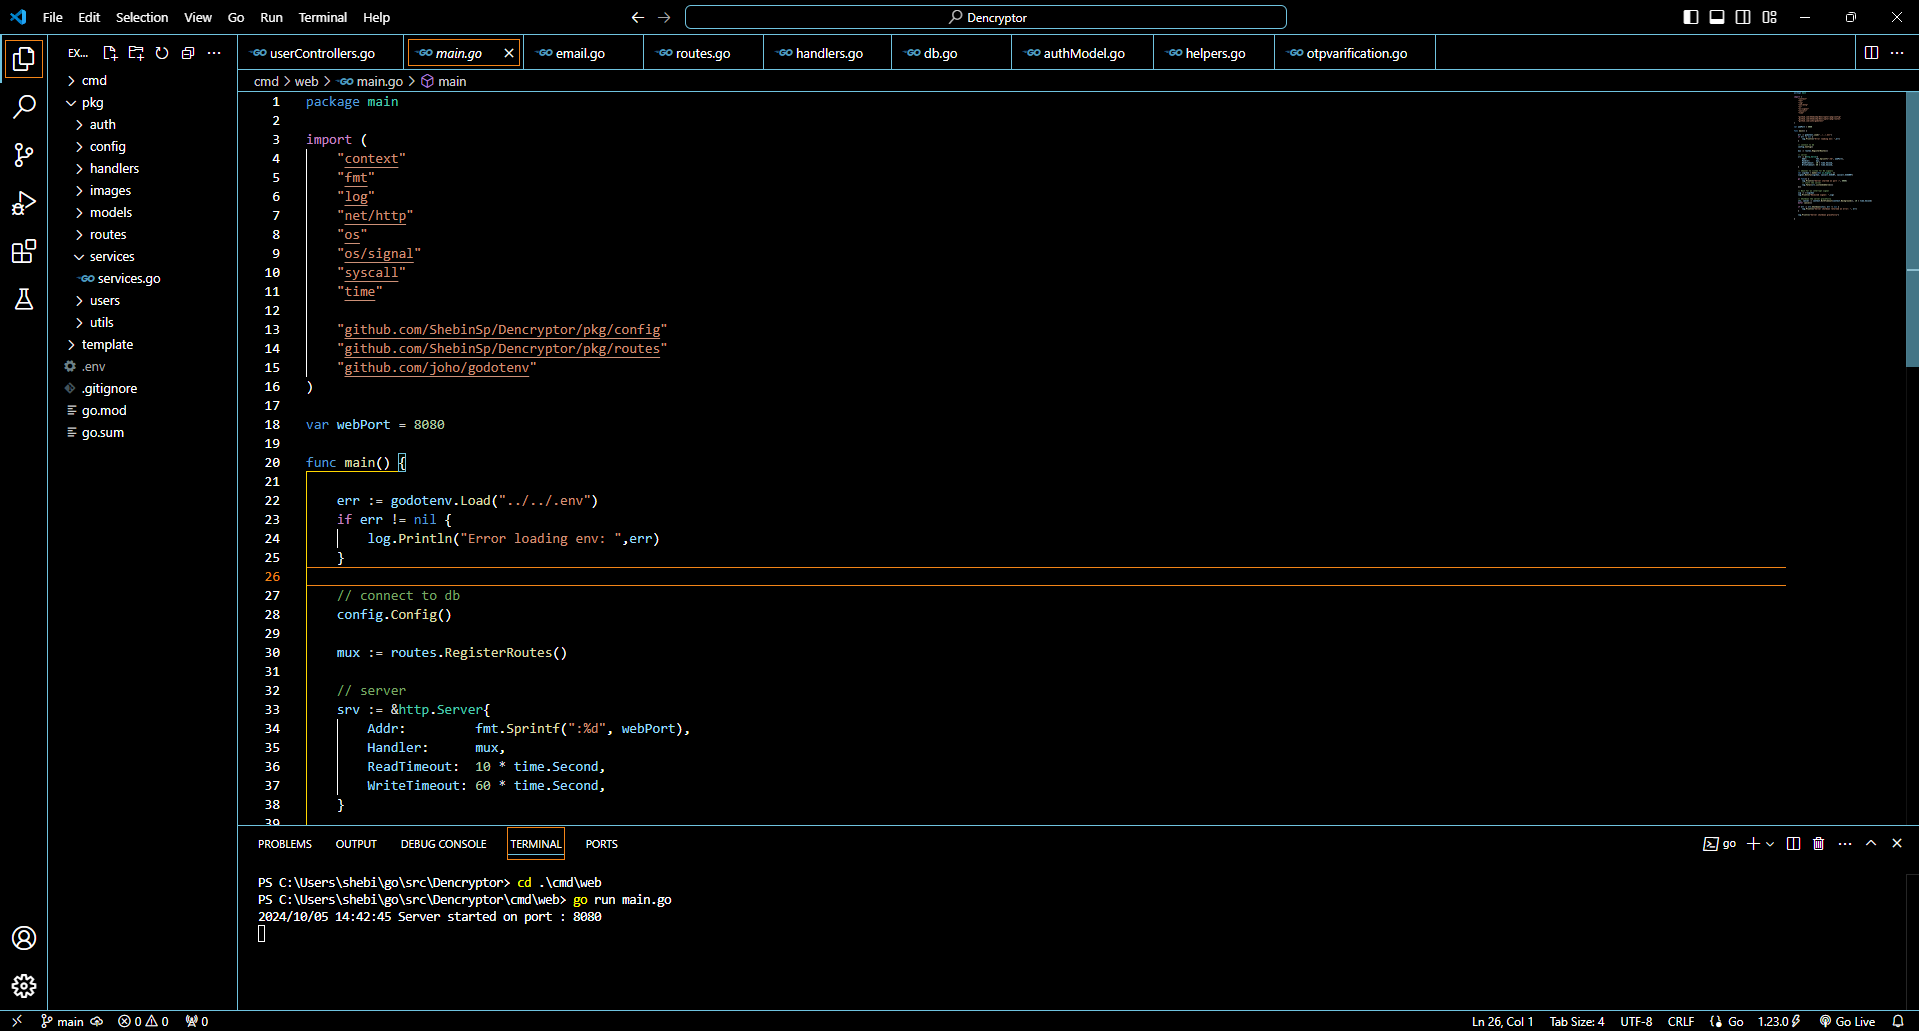 File Edit Selection View Go Run Terminal Help
Dencryptor
EX...
userControllers.go
main.go
email.go
routes.go
handlers.go
db.go
authModel.go
helpers.go
otpvarification.go
cmd > web > main.go > main
cmd
pkg
auth
config
handlers
images
models
routes
services
services.go
users
utils
template
.env
.gitignore
go.mod
go.sum
1 package main
2
3 import (
4 "context"
5 "fmt"
6 "log"
7 "net/http"
8 "os"
9 "os/signal"
10 "syscall"
11 "time"
12
13 "github.com/ShebinSp/Dencryptor/pkg/config"
14 "github.com/ShebinSp/Dencryptor/pkg/routes"
15 "github.com/joho/godotenv"
16 )
17
18 var webPort = 8080
19
20 func main() {
21
22 err := godotenv.Load("../../.env")
23 if err != nil {
24 log.Println("Error loading env: ",err)
25 }
26
27 // connect to db
28 config.Config()
29
30 mux := routes.RegisterRoutes()
31
32 // server
33 srv := &http.Server{
34 Addr: fmt.Sprintf(":%d", webPort),
35 Handler: mux,
36 ReadTimeout: 10 * time.Second,
37 WriteTimeout: 60 * time.Second,
38 }
39
PROBLEMS OUTPUT DEBUG CONSOLE TERMINAL PORTS
go
PS C:\Users\shebi\go\src\Dencryptor> cd .\cmd\web
PS C:\Users\shebi\go\src\Dencryptor\cmd\web> go run main.go
2024/10/05 14:42:45 Server started on port : 8080
main 0 0 0
Ln 26, Col 1 Tab Size: 4 UTF-8 CRLF Go 1.23.0 Go Live